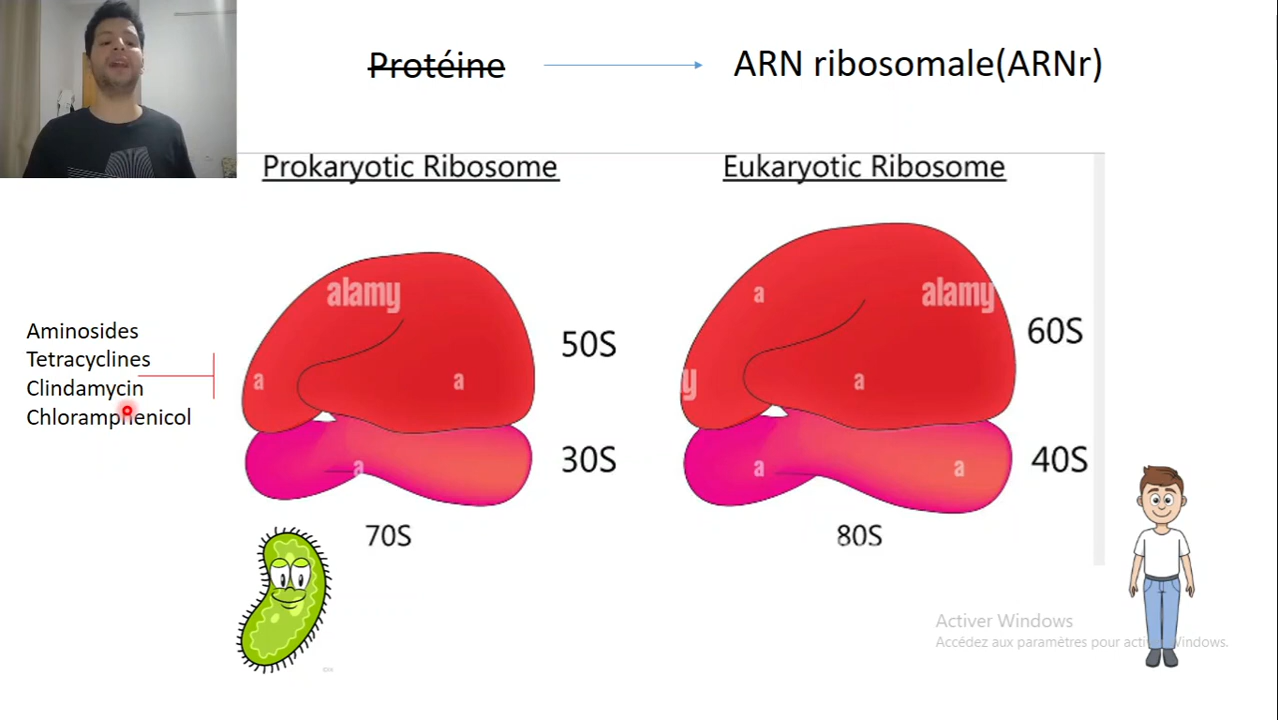 Protéine
ARN ribosomale(ARNr)
Prokaryotic Ribosome
Eukaryotic Ribosome
alamy
a
alamy
Aminosides
Tetracyclines
Clindamycin
Chloramphenicol
50S
60S
a
a
y
a
30S
40S
a
a
a
70S
80S
Activer Windows
Accédez aux paramètres pour activer Windows.